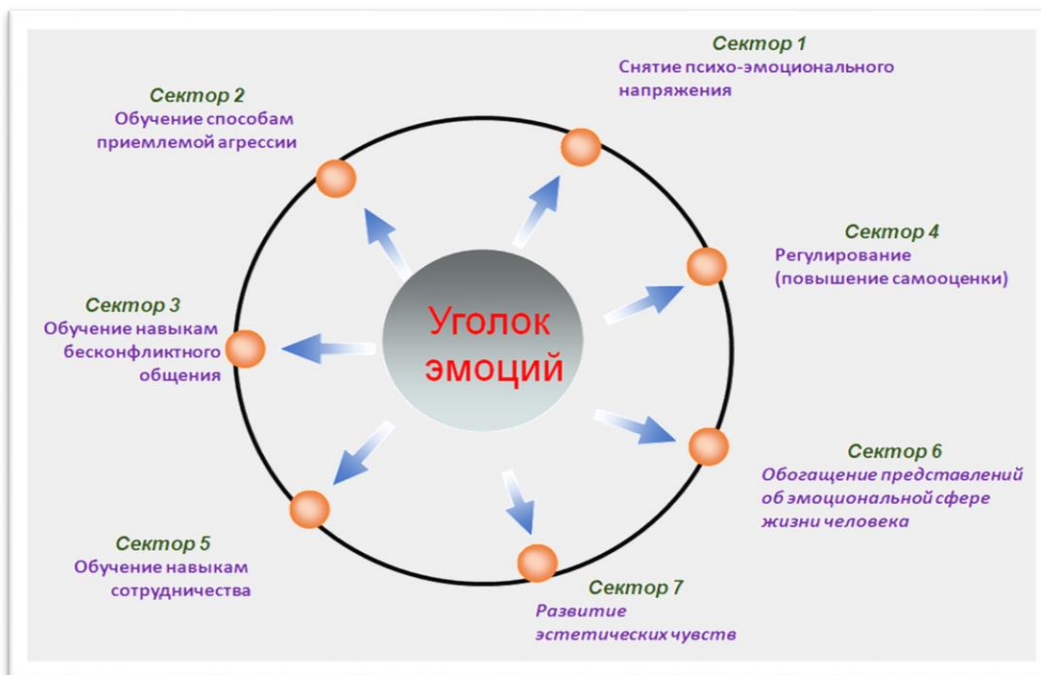 Сектор 1
Снятие психо-эмоционального
напряжения
Сектор 2
Обучение способам
приемлемой агрессии
Сектор 4
Регулирование
(повышение самооценки)
Сектор 3
Обучение навыкам
бесконфликтного
общения
Уголок
эмоций
Сектор 6
Обогащение представлений
об эмоциональной сфере
жизни человека
Сектор 5
Обучение навыкам
сотрудничества
Сектор 7
Развитие
эстетических чувств